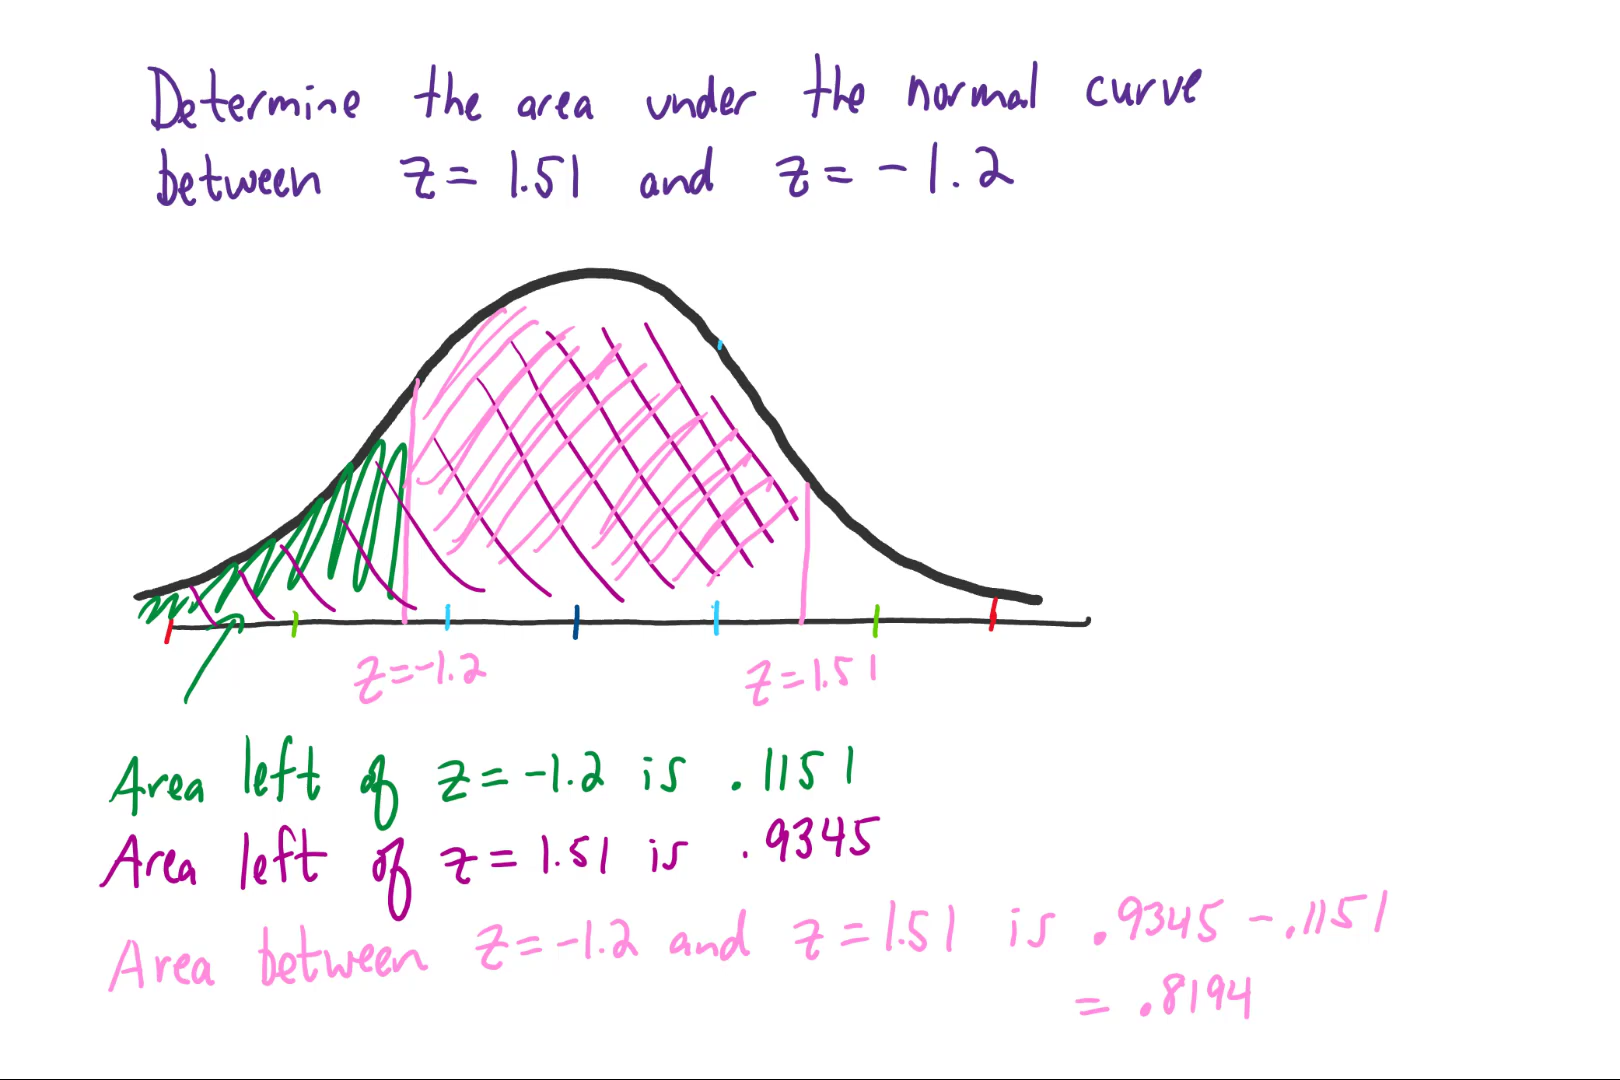 Determine the area under the normal curve
between z = 1.51 and z = -1.2
z=-1.2
z=1.51
Area left of z = -1.2 is .1151
Area left of z = 1.51 is .9345
Area between z = -1.2 and z = 1.51 is .9345 - .1151
= .8194